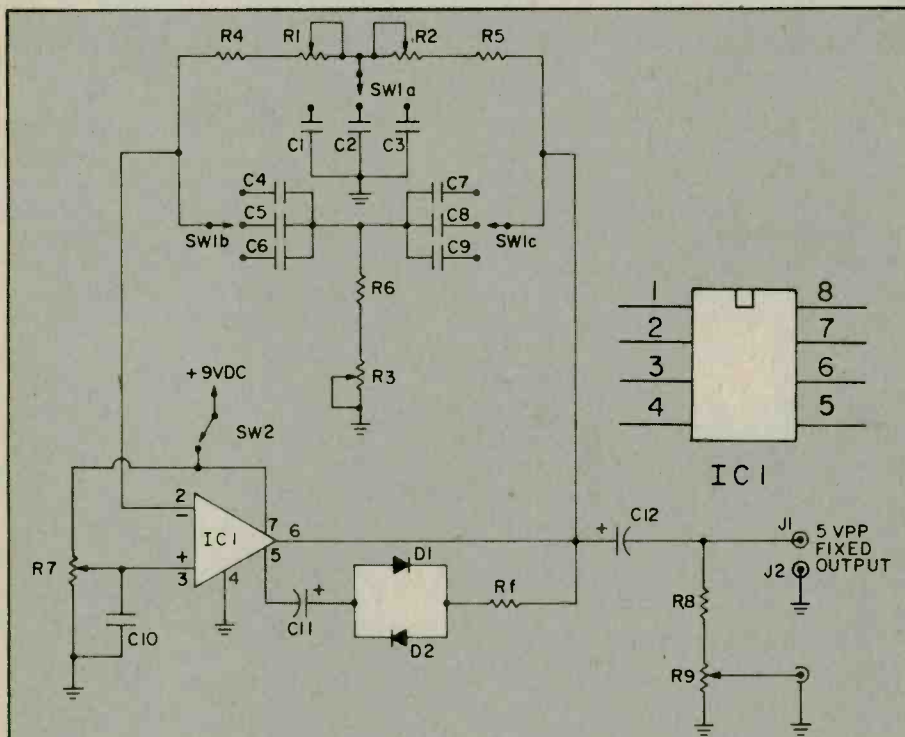 R4 R1 R2 R5
SW1a
C1 C2 C3
C4 C7
C5 C8
SW1b SW1c
C6 C9
R6
1 8
2 7
R3
3 6
+9VDC
4 5
SW2
IC1
2 7 6
- IC1
+ 5
R7 3 4
C10
C11 +
D1
D2
Rf
+ C12
J1 5 VPP
FIXED
J2 OUTPUT
R8
R9